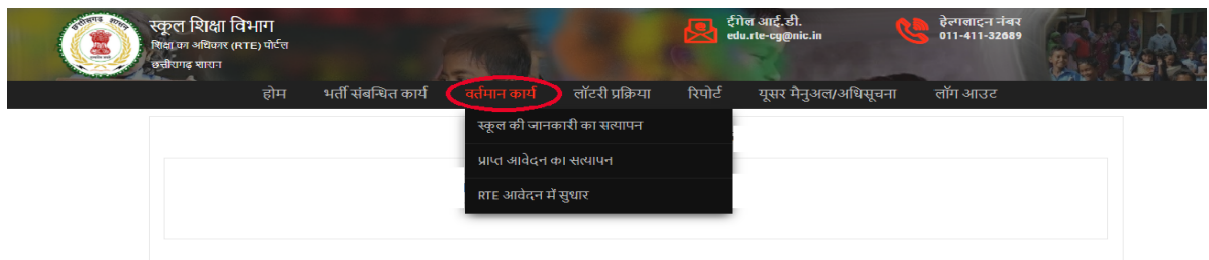 स्कूल शिक्षा विभाग
शिक्षा का अधिकार (RTE) पोर्टल
छत्तीसगढ़ शासन
ईमेल आई.डी.
edu.rte-cg@nic.in
हेल्पलाइन नंबर
011-411-32689
होम भर्ती संबन्धित कार्य वर्तमान कार्य लॉटरी प्रक्रिया रिपोर्ट यूसर मैनुअल/अधिसूचना लॉग आउट
स्कूल की जानकारी का सत्यापन
प्राप्त आवेदन का सत्यापन
RTE आवेदन में सुधार